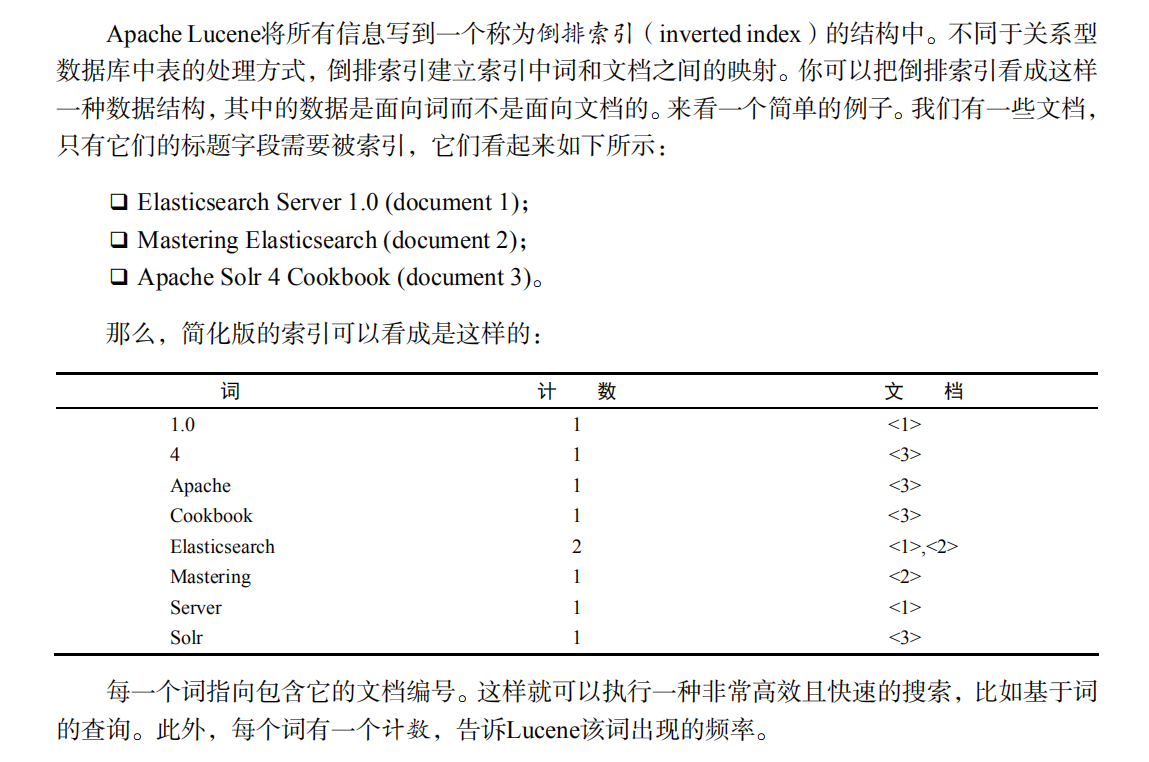 Apache Lucene将所有信息写到一个称为倒排索引（inverted index）的结构中。不同于关系型
数据库中表的处理方式，倒排索引建立索引中词和文档之间的映射。你可以把倒排索引看成这样
一种数据结构，其中的数据是面向词而不是面向文档的。来看一个简单的例子。我们有一些文档，
只有它们的标题字段需要被索引，它们看起来如下所示：
❑ Elasticsearch Server 1.0 (document 1)；
❑ Mastering Elasticsearch (document 2)；
❑ Apache Solr 4 Cookbook (document 3)。
那么，简化版的索引可以看成是这样的：
词 计 数 文 档
1.0 1 <1>
4 1 <3>
Apache 1 <3>
Cookbook 1 <3>
Elasticsearch 2 <1>,<2>
Mastering 1 <2>
Server 1 <1>
Solr 1 <3>
每一个词指向包含它的文档编号。这样就可以执行一种非常高效且快速的搜索，比如基于词
的查询。此外，每个词有一个计数，告诉Lucene该词出现的频率。